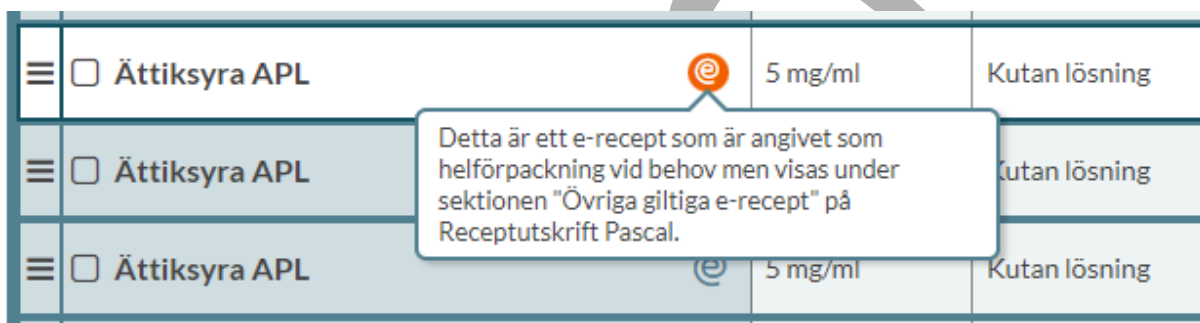 Ättiksyra APL e 5 mg/ml Kutan lösning
Detta är ett e-recept som är angivet som
helförpackning vid behov men visas under
sektionen "Övriga giltiga e-recept" på
Receptutskrift Pascal.
Ättiksyra APL utan lösning
Ättiksyra APL e 5 mg/ml Kutan lösning